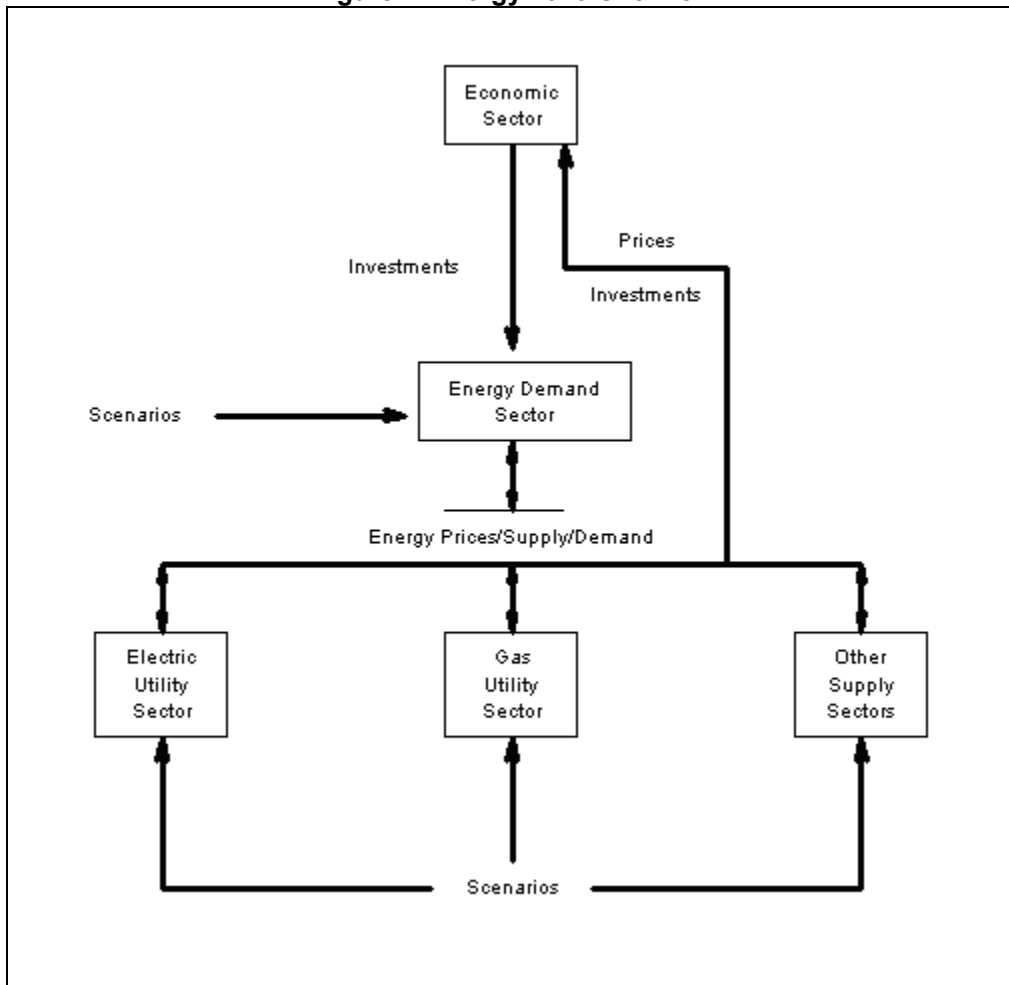 Economic
Sector
Prices
Investments
Investments
Energy Demand
Sector
Scenarios
Energy Prices/Supply/Demand
Electric
Utility
Sector
Gas
Utility
Sector
Other
Supply
Sectors
Scenarios